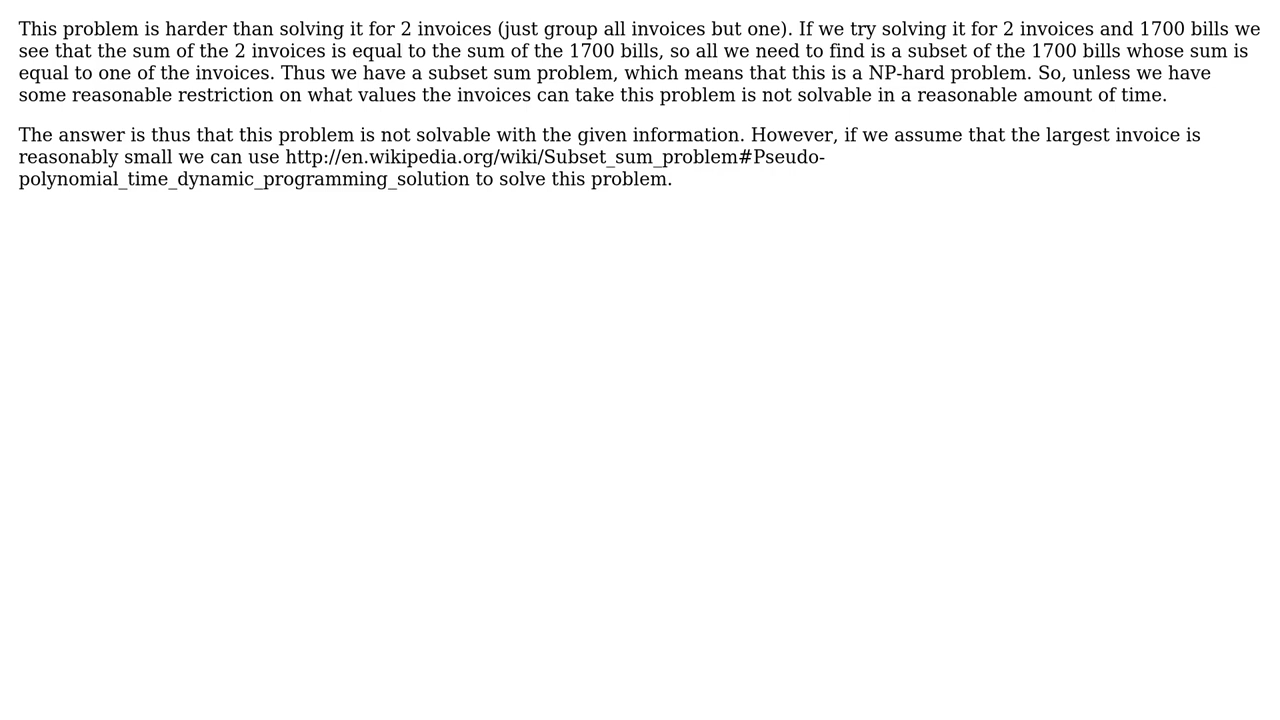 This problem is harder than solving it for 2 invoices (just group all invoices but one). If we try solving it for 2 invoices and 1700 bills we
see that the sum of the 2 invoices is equal to the sum of the 1700 bills, so all we need to find is a subset of the 1700 bills whose sum is
equal to one of the invoices. Thus we have a subset sum problem, which means that this is a NP-hard problem. So, unless we have
some reasonable restriction on what values the invoices can take this problem is not solvable in a reasonable amount of time.
The answer is thus that this problem is not solvable with the given information. However, if we assume that the largest invoice is
reasonably small we can use http://en.wikipedia.org/wiki/Subset_sum_problem#Pseudo-
polynomial_time_dynamic_programming_solution to solve this problem.